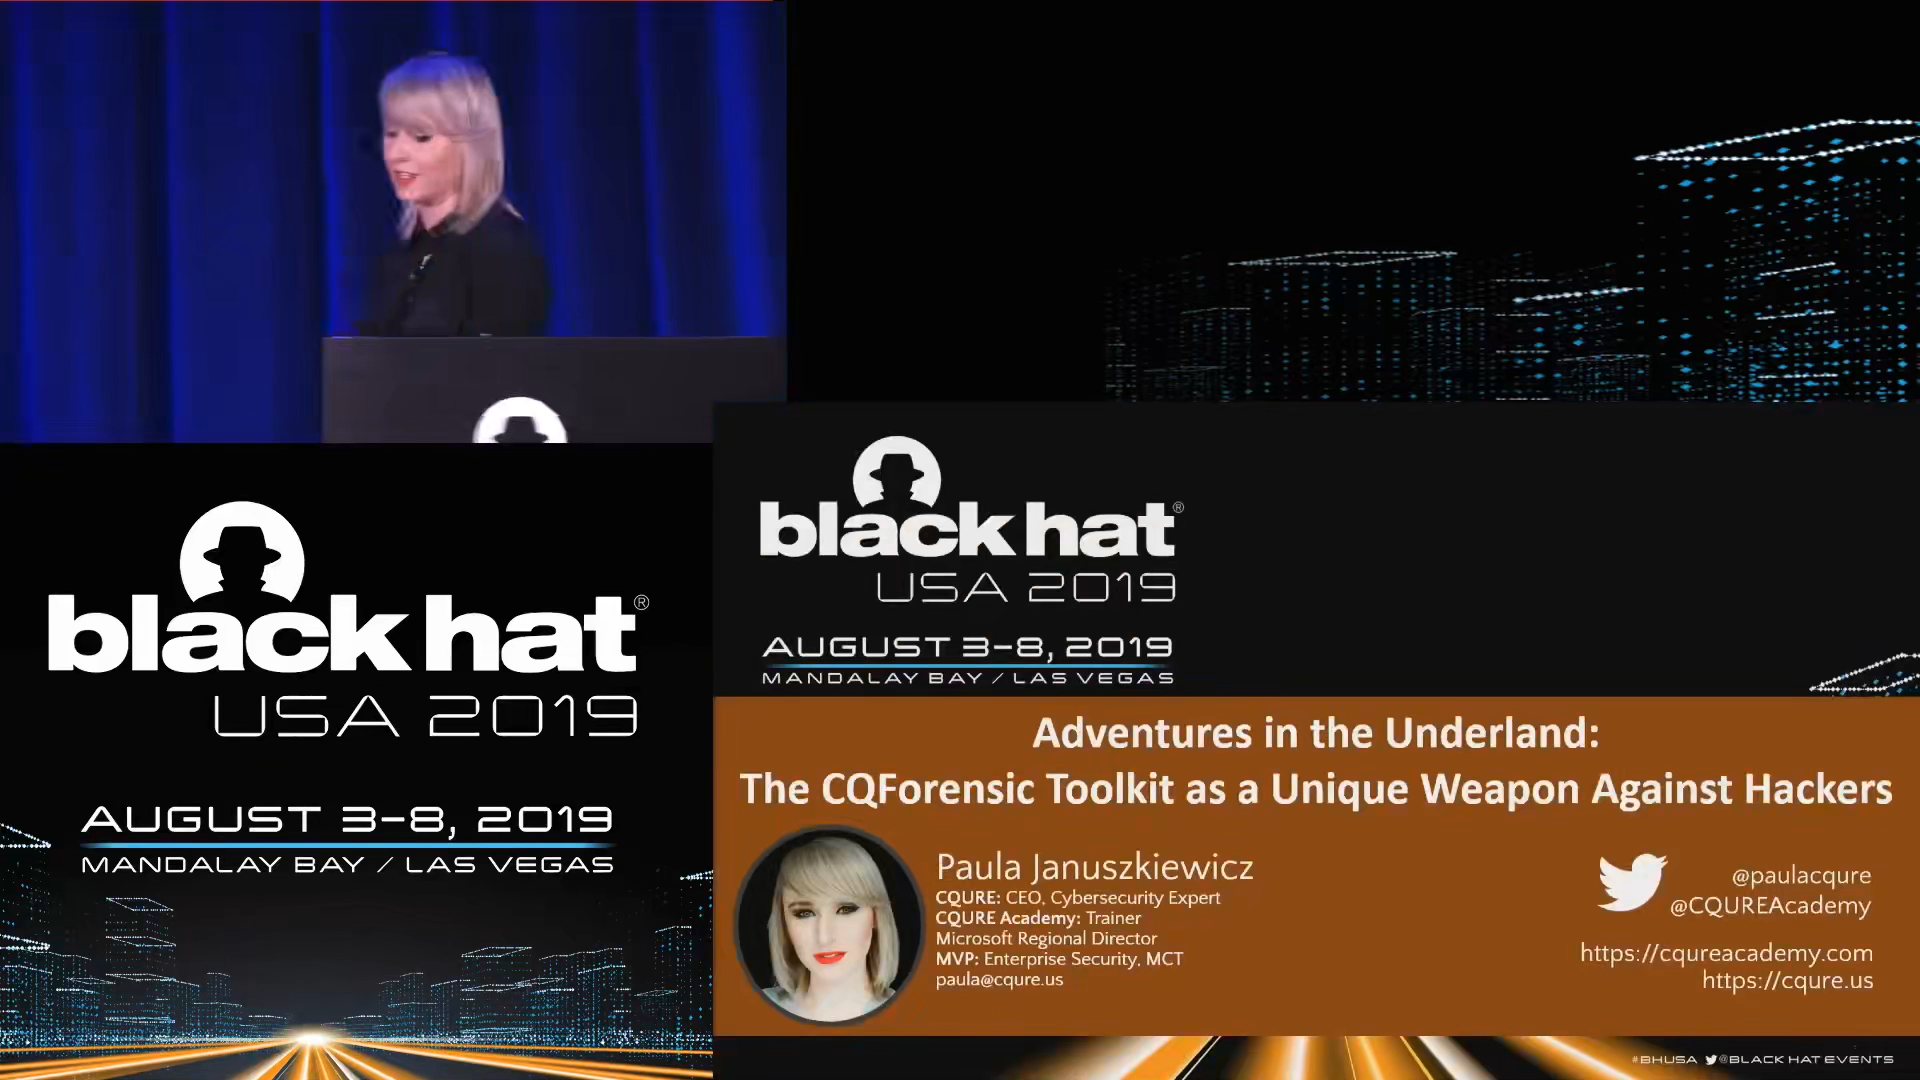 black hat®
USA 2019
AUGUST 3-8, 2019
MANDALAY BAY / LAS VEGAS
black hat®
USA 2019
AUGUST 3-8, 2019
MANDALAY BAY / LAS VEGAS
Adventures in the Underland:
The CQForensic Toolkit as a Unique Weapon Against Hackers
Paula Januszkiewicz
CQURE: CEO, Cybersecurity Expert
CQURE Academy: Trainer
Microsoft Regional Director
MVP: Enterprise Security, MCT
paula@cqure.us
@paulacqure
@CQUREAcademy
https://cqureacademy.com
https://cqure.us
#BHUSA @BLACK HAT EVENTS